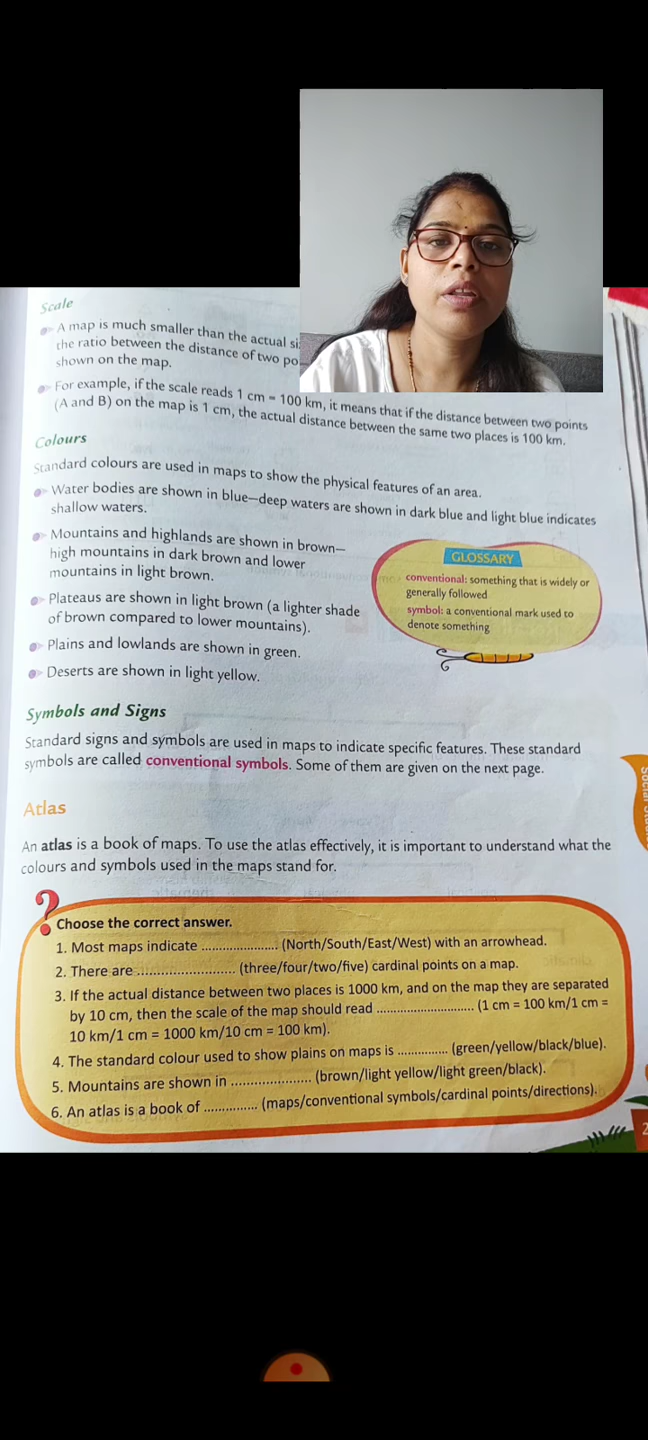 Scale
A map is much smaller than the actual
the ratio between the distance of two
shown on the map.
For example, if the scale reads 1 cm = 100 km, it means that if the distance between two points
(A and B) on the map is 1 cm, the actual distance between the same two places is 100 km.
Colours
Standard colours are used in maps to show the physical features of an area.
Water bodies are shown in blue—deep waters are shown in dark blue and light blue indicates
shallow waters.
Mountains and highlands are shown in brown—
high mountains in dark brown and lower
mountains in light brown.
Plateaus are shown in light brown (a lighter shade
of brown compared to lower mountains).
Plains and lowlands are shown in green.
Deserts are shown in light yellow.
GLOSSARY
conventional: something that is widely or
generally followed
symbol: a conventional mark used to
denote something
Symbols and Signs
Standard signs and symbols are used in maps to indicate specific features. These standard
symbols are called conventional symbols. Some of them are given on the next page.
Atlas
An atlas is a book of maps. To use the atlas effectively, it is important to understand what the
colours and symbols used in the maps stand for.
?
Choose the correct answer.
1. Most maps indicate ...................... (North/South/East/West) with an arrowhead.
2. There are .......................... (three/four/two/five) cardinal points on a map.
3. If the actual distance between two places is 1000 km, and on the map they are separated
by 10 cm, then the scale of the map should read ............................ (1 cm = 100 km/1 cm =
10 km/1 cm = 1000 km/10 cm = 100 km).
4. The standard colour used to show plains on maps is ............... (green/yellow/black/blue).
5. Mountains are shown in ...................... (brown/light yellow/light green/black).
6. An atlas is a book of ............... (maps/conventional symbols/cardinal points/directions).
2